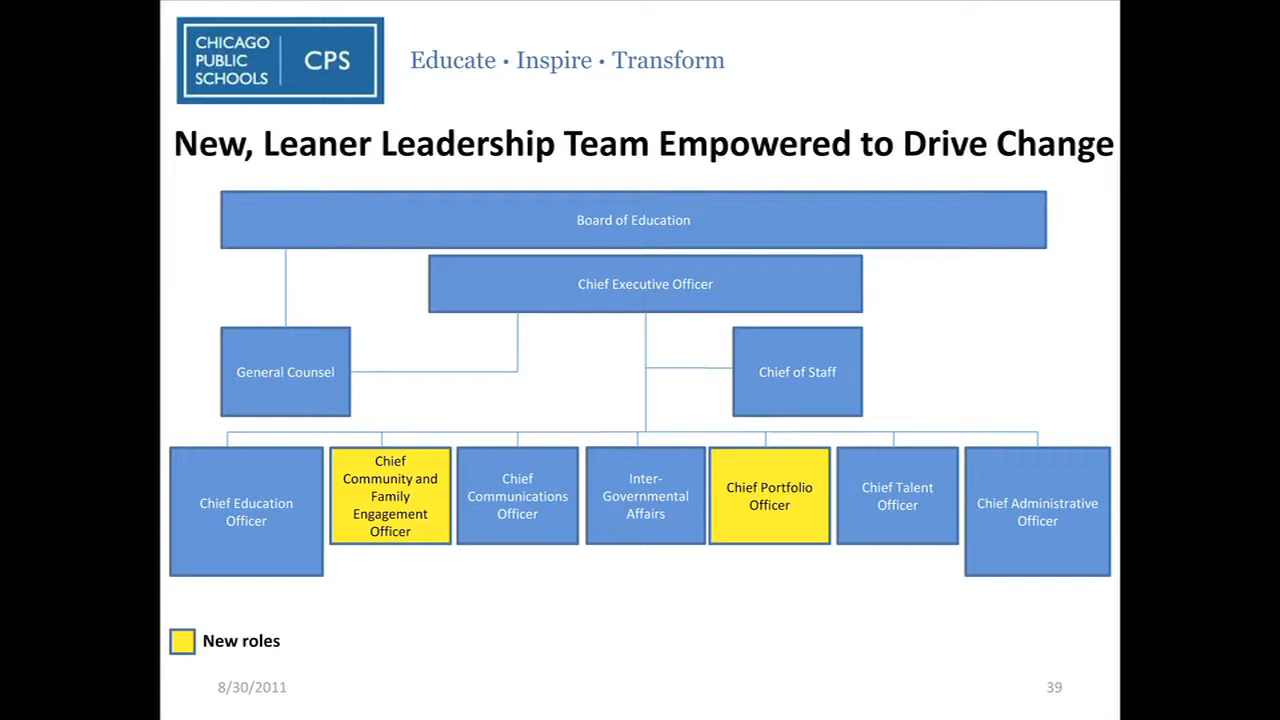 CHICAGO
PUBLIC
SCHOOLS
CPS
Educate • Inspire • Transform
New, Leaner Leadership Team Empowered to Drive Change
Board of Education
Chief Executive Officer
General Counsel
Chief of Staff
Chief Education
Officer
Chief
Community and
Family
Engagement
Officer
Chief
Communications
Officer
Inter-
Governmental
Affairs
Chief Portfolio
Officer
Chief Talent
Officer
Chief Administrative
Officer
New roles
8/30/2011
39